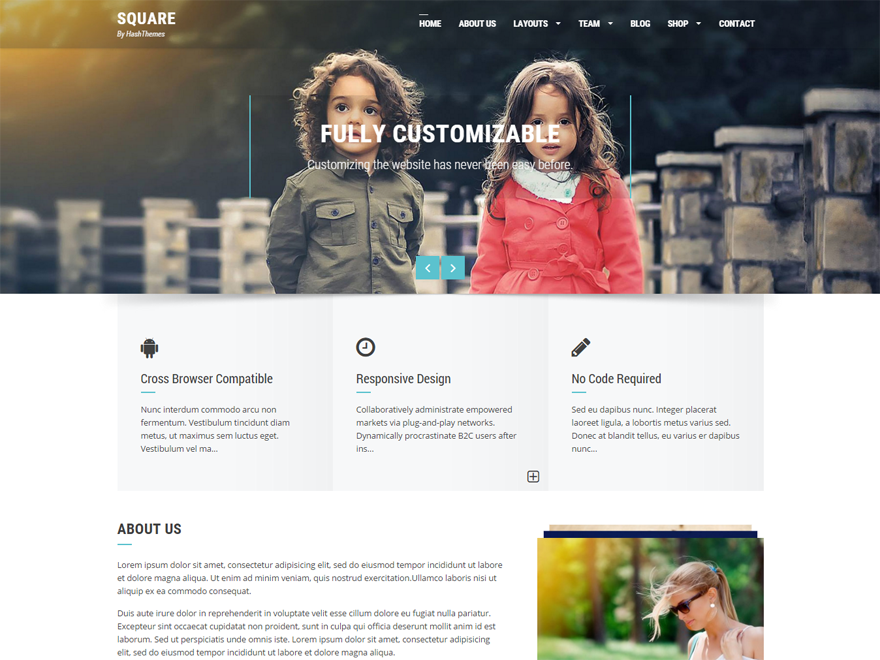 SQUARE
By HashThemes
HOME ABOUT US LAYOUTS TEAM BLOG SHOP CONTACT
FULLY CUSTOMIZABLE
Customizing the website has never been easy before.
Cross Browser Compatible
Nunc interdum commodo arcu non
fermentum. Vestibulum tincidunt diam
metus, ut maximus sem luctus eget.
Vestibulum vel ma...
Responsive Design
Collaboratively administrate empowered
markets via plug-and-play networks.
Dynamically procrastinate B2C users after
ins...
No Code Required
Sed eu dapibus nunc. Integer placerat
laoreet ligula, a lobortis metus varius sed.
Donec at blandit tellus, eu varius er dapibus
nunc...
ABOUT US
Lorem ipsum dolor sit amet, consectetur adipisicing elit, sed do eiusmod tempor incididunt ut labore
et dolore magna aliqua. Ut enim ad minim veniam, quis nostrud exercitation.Ullamco laboris nisi ut
aliquip ex ea commodo consequat.
Duis aute irure dolor in reprehenderit in voluptate velit esse cillum dolore eu fugiat nulla pariatur.
Excepteur sint occaecat cupidatat non proident, sunt in culpa qui officia deserunt mollit anim id est
laborum. Sed ut perspiciatis unde omnis iste. Lorem ipsum dolor sit amet, consectetur adipisicing
elit, sed do eiusmod tempor incididunt ut labore et dolore magna aliqua.